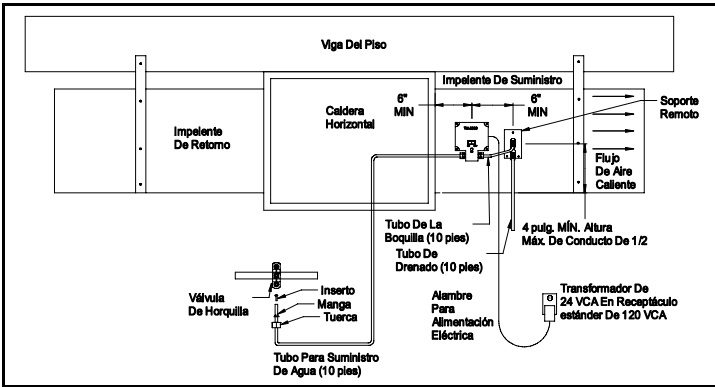 Viga Del Piso
Impelente De Suministro
6"
MIN
6"
MIN
Caldera
Horizontal
Soporte
Remoto
Impelente
De Retorno
Flujo
De Aire
Caliente
Tubo De La
Boquilla (10 pies)
4 pulg. MÍN. Altura
Máx. De Conducto De 1/2
Tubo De
Drenado (10 pies)
Válvula
De Horquilla
Inserto
Manga
Tuerca
Alambre
Para
Alimentación
Eléctrica
Transformador De
24 VCA En Receptáculo
estándar De 120 VCA
Tubo Para Suministro
De Agua (10 pies)